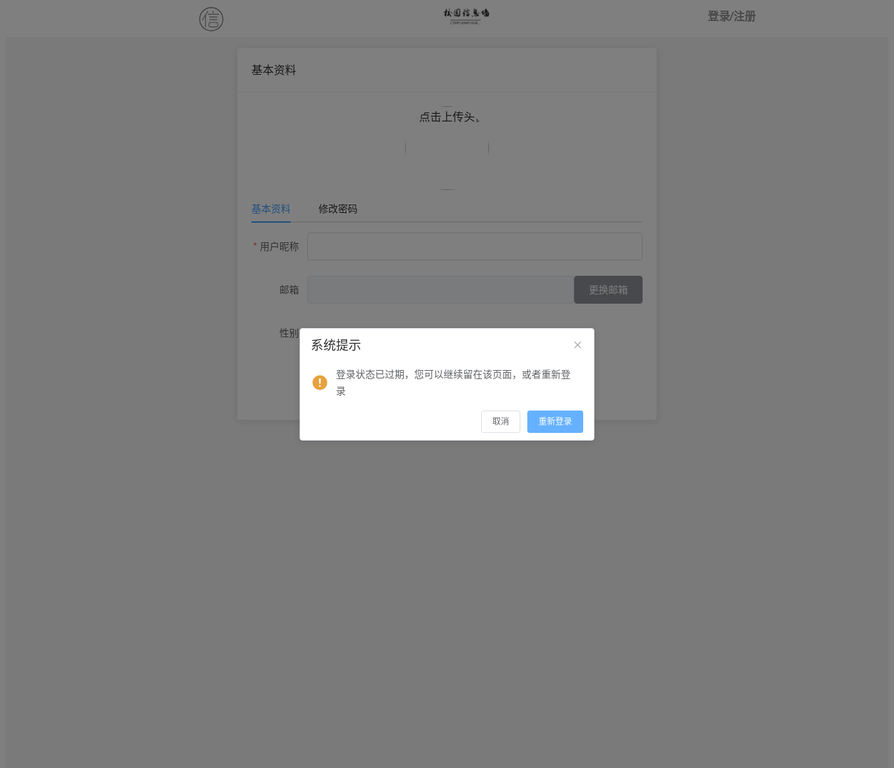 信
校园信息墙
登录/注册
基本资料
点击上传头
基本资料
修改密码
* 用户昵称
邮箱
更换邮箱
性别
系统提示
登录状态已过期，您可以继续留在该页面，或者重新登
录
取消
重新登录